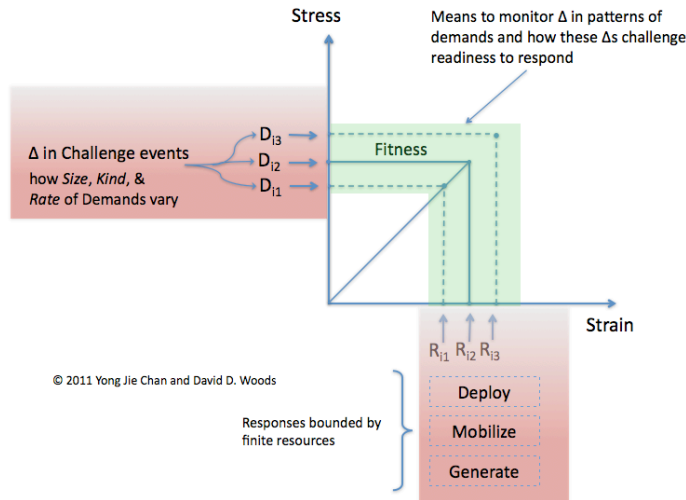 Stress
Means to monitor Δ in patterns of
demands and how these Δs challenge
readiness to respond
Fitness
Δ in Challenge events
how Size, Kind, &
Rate of Demands vary
Di3
Di2
Di1
Strain
Ri1 Ri2 Ri3
© 2011 Yong Jie Chan and David D. Woods
Responses bounded by
finite resources
Deploy
Mobilize
Generate